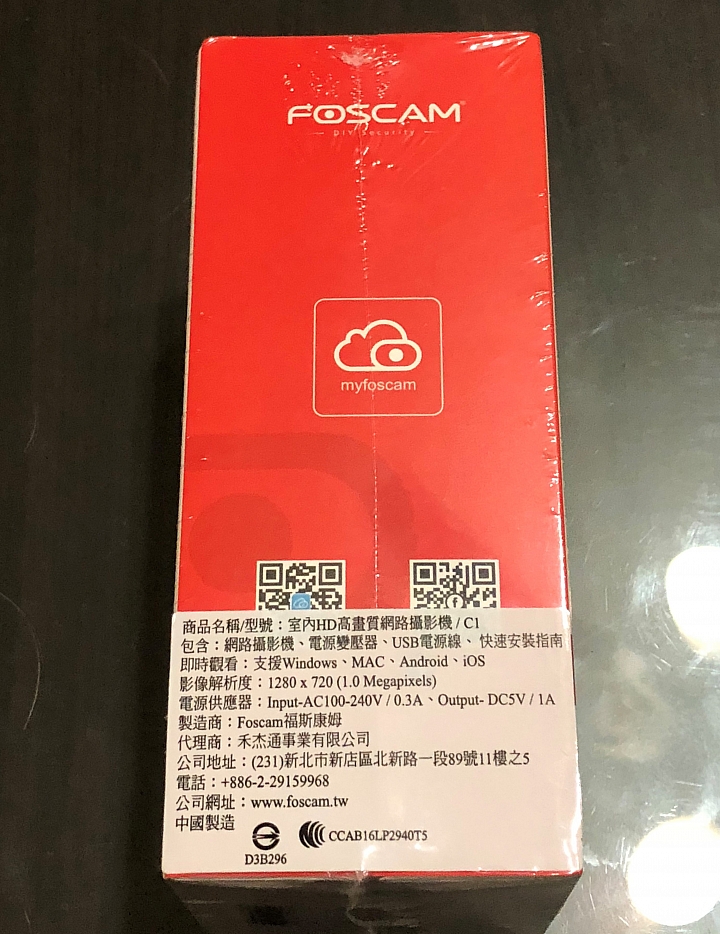 FOSCAM
DIY Security
myfoscam
商品名稱/型號：室內HD高畫質網路攝影機 / C1
包含：網路攝影機、電源變壓器、USB電源線、 快速安裝指南
即時觀看：支援Windows、MAC、Android、iOS
影像解析度：1280 x 720 (1.0 Megapixels)
電源供應器：Input-AC100-240V / 0.3A、Output- DC5V / 1A
製造商：Foscam福斯康姆
代理商：禾杰通事業有限公司
公司地址：(231)新北市新店區北新路一段89號11樓之5
電話：+886-2-29159968
公司網址：www.foscam.tw
中國製造
CCAB16LP2940T5
D3B296